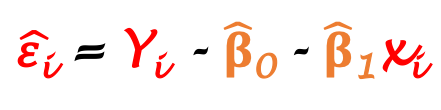 ε̂ᵢ = Yᵢ - β̂₀ - β̂₁xᵢ